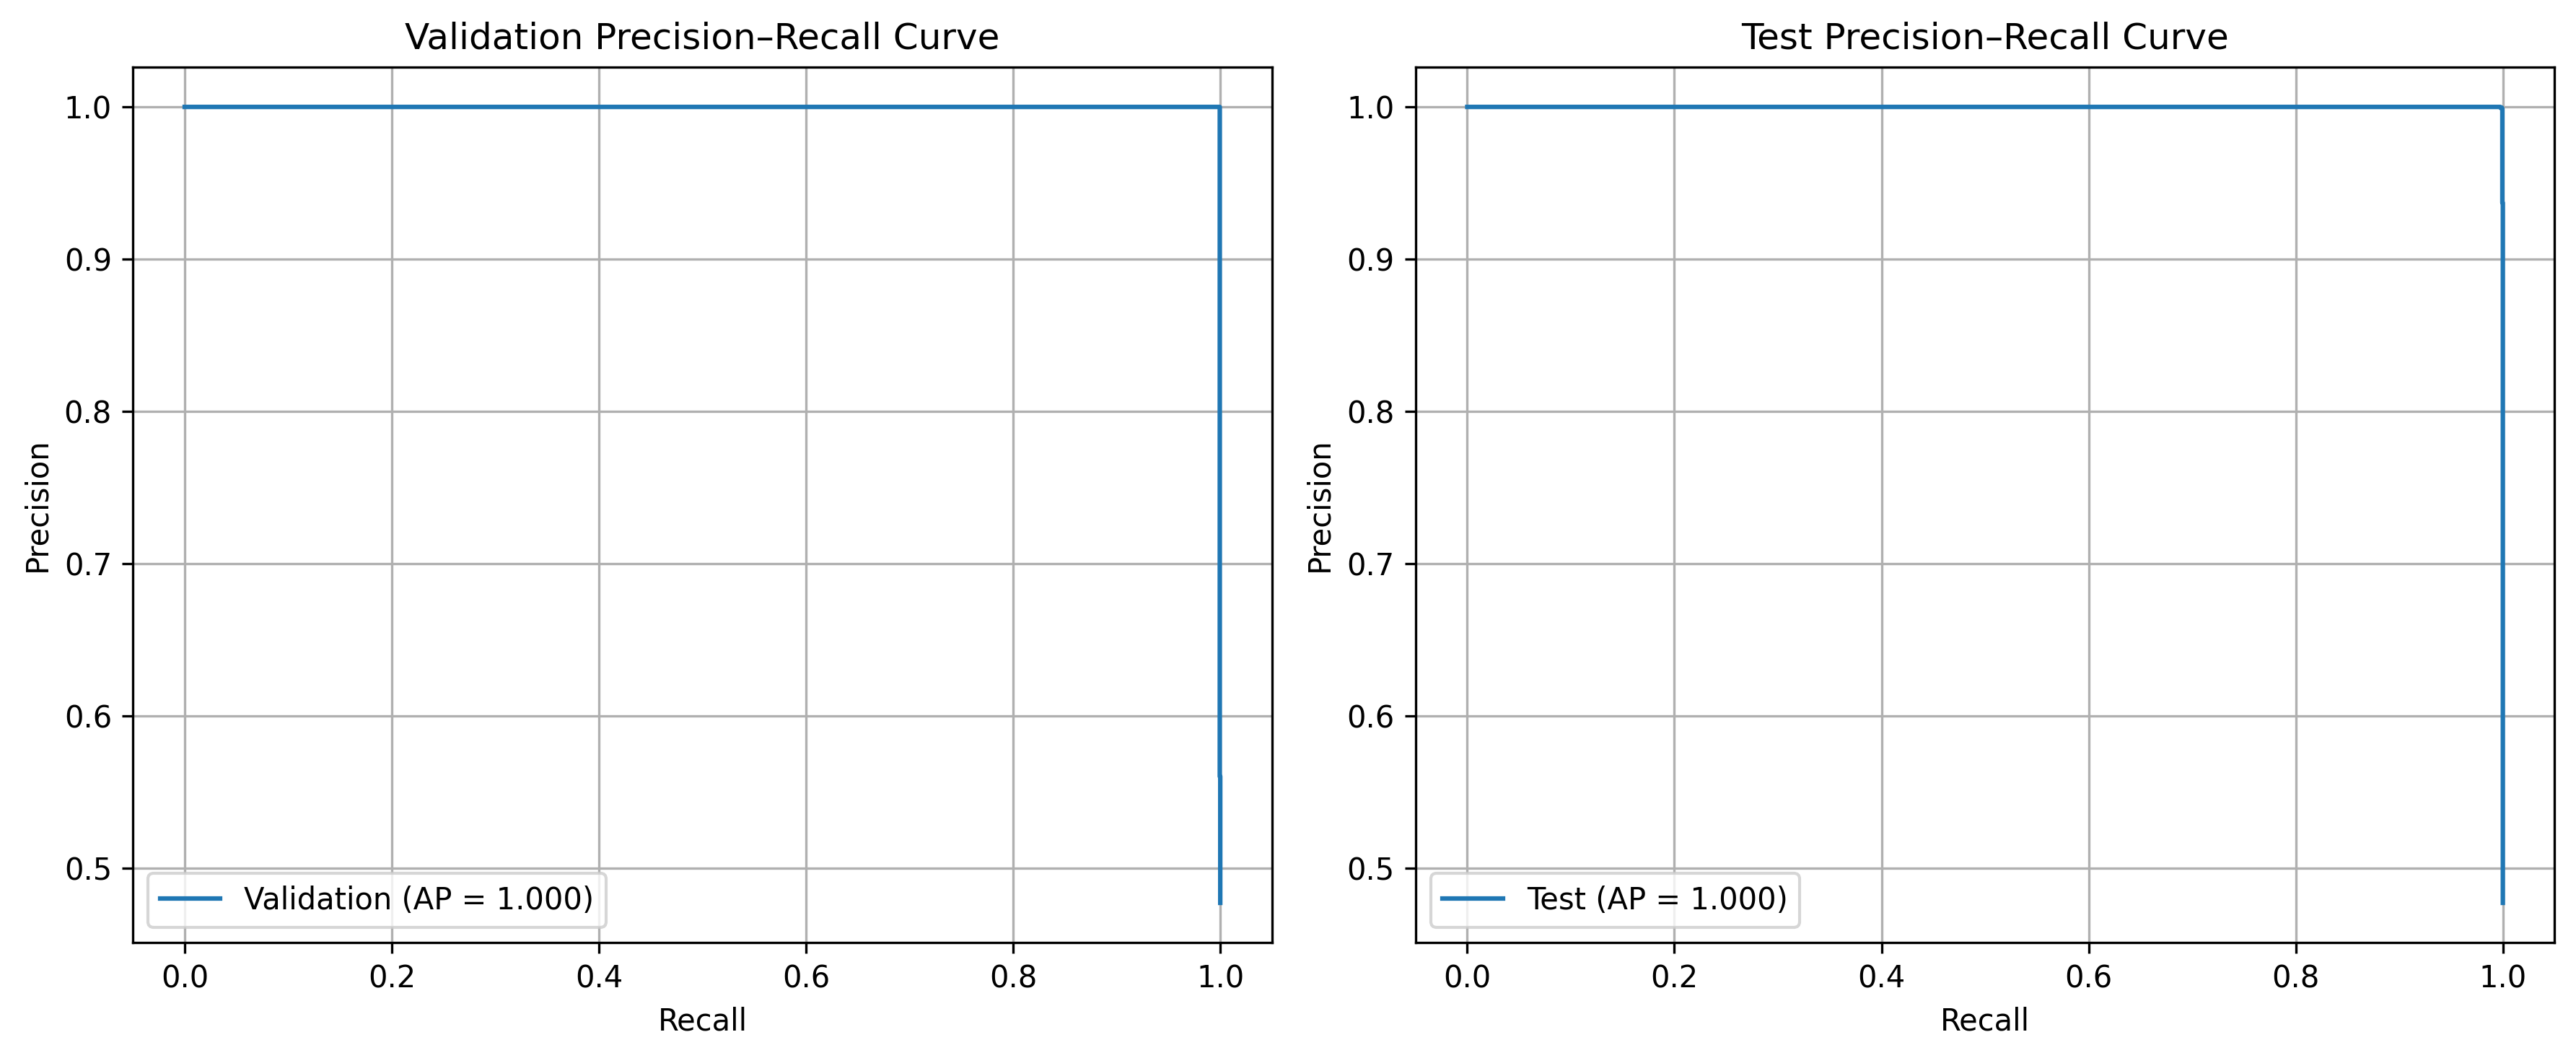 Validation Precision–Recall Curve
1.0
0.9
0.8
0.7
0.6
0.5
Precision
Validation (AP = 1.000)
0.0 0.2 0.4 0.6 0.8 1.0
Recall
Test Precision–Recall Curve
1.0
0.9
0.8
0.7
0.6
0.5
Precision
Test (AP = 1.000)
0.0 0.2 0.4 0.6 0.8 1.0
Recall